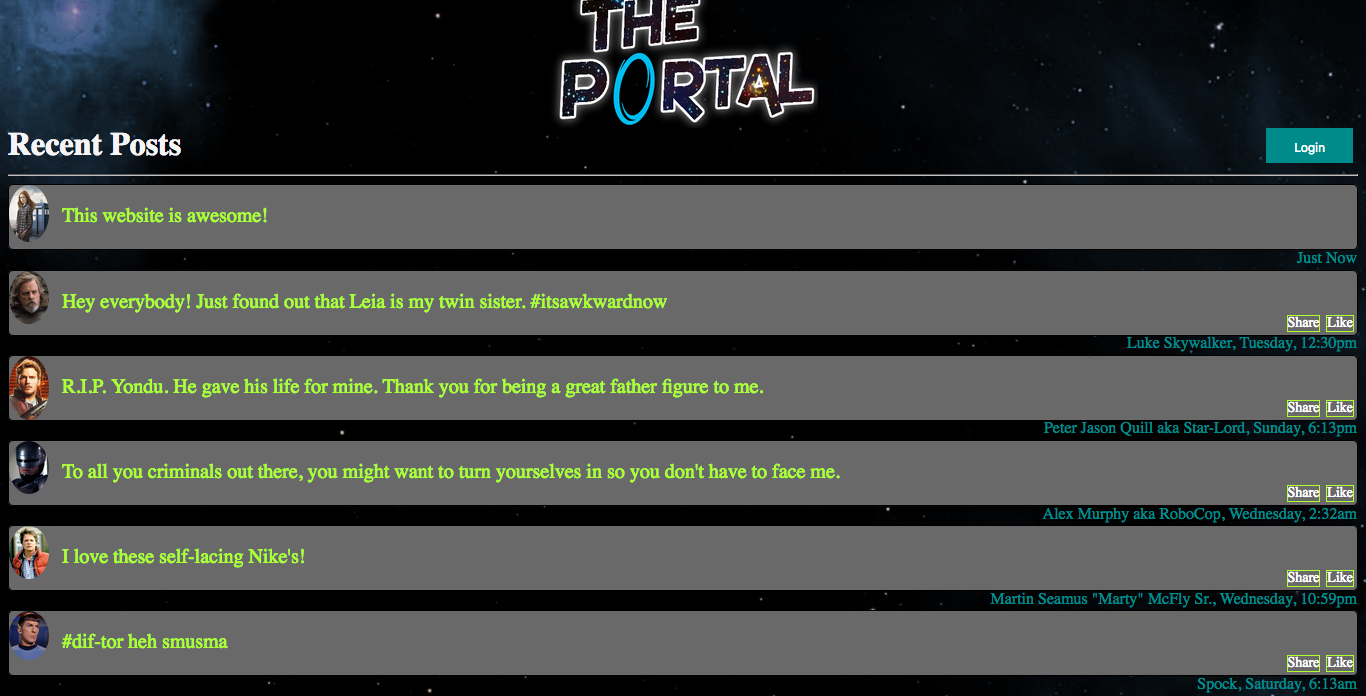 THE
PORTAL
Recent Posts
Login
This website is awesome!
Just Now
Hey everybody! Just found out that Leia is my twin sister. #itsawkwardnow
Share Like
Luke Skywalker, Tuesday, 12:30pm
R.I.P. Yondu. He gave his life for mine. Thank you for being a great father figure to me.
Share Like
Peter Jason Quill aka Star-Lord, Sunday, 6:13pm
To all you criminals out there, you might want to turn yourselves in so you don't have to face me.
Share Like
Alex Murphy aka RoboCop, Wednesday, 2:32am
I love these self-lacing Nike's!
Share Like
Martin Seamus "Marty" McFly Sr., Wednesday, 10:59pm
#dif-tor heh smusma
Share Like
Spock, Saturday, 6:13am